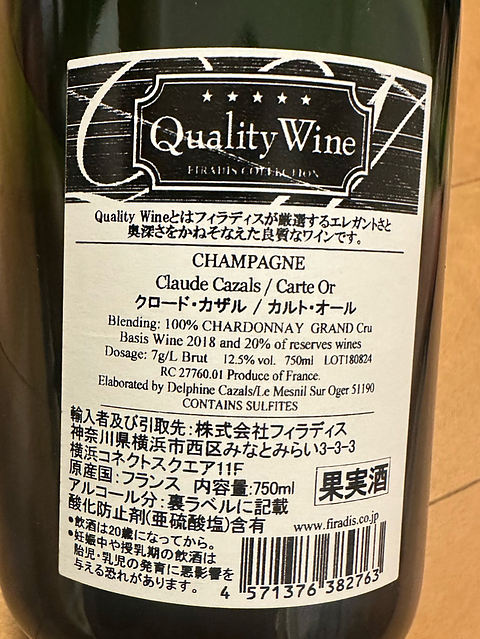 ★ ★ ★ ★ ★
Quality Wine
FIRADIS COLLECTION
Quality Wineとはフィラディスが厳選するエレガントさと
奥深さをかねそなえた良質なワインです。
CHAMPAGNE
Claude Cazals / Carte Or
クロード・カザル / カルト・オール
Blending: 100% CHARDONNAY GRAND Cru
Basis Wine 2018 and 20% of reserves wines
Dosage: 7g/L Brut 12.5% vol. 750ml LOT180824
RC 27760.01 Produce of France.
Elaborated by Delphine Cazals/Le Mesnil Sur Oger 51190
CONTAINS SULFITES
輸入者及び引取先:株式会社フィラディス
神奈川県横浜市西区みなとみらい3-3-3
横浜コネクトスクエア11F
原産国:フランス 内容量:750ml
アルコール分:裏ラベルに記載
酸化防止剤(亜硫酸塩)含有
果実酒
www.firadis.co.jp
●飲酒は20歳になってから。
●妊娠中や授乳期の飲酒は
胎児・乳児の発育に悪影響を
与える恐れがあります。
4 571376 382763